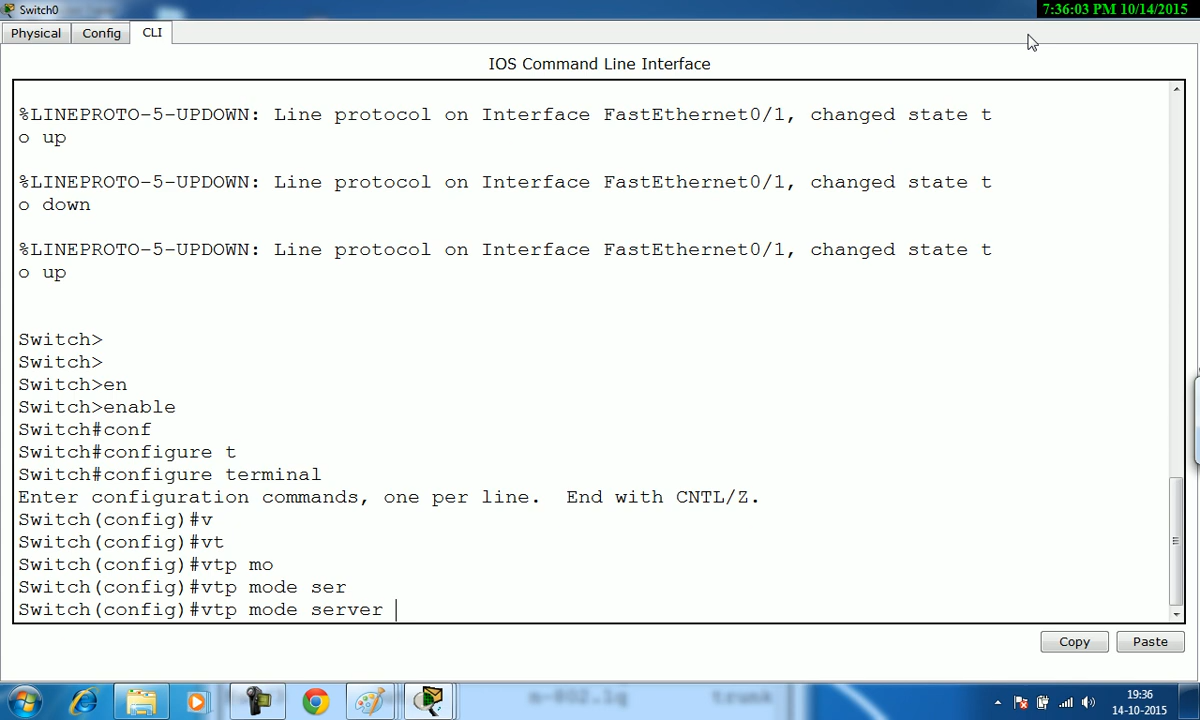 Switch0
7:36:03 PM 10/14/2015
Physical Config CLI
IOS Command Line Interface
%LINEPROTO-5-UPDOWN: Line protocol on Interface FastEthernet0/1, changed state t
o up
%LINEPROTO-5-UPDOWN: Line protocol on Interface FastEthernet0/1, changed state t
o down
%LINEPROTO-5-UPDOWN: Line protocol on Interface FastEthernet0/1, changed state t
o up
Switch>
Switch>
Switch>en
Switch>enable
Switch#conf
Switch#configure t
Switch#configure terminal
Enter configuration commands, one per line.  End with CNTL/Z.
Switch(config)#v
Switch(config)#vt
Switch(config)#vtp mo
Switch(config)#vtp mode ser
Switch(config)#vtp mode server
Copy Paste
trunk
19:36
14-10-2015